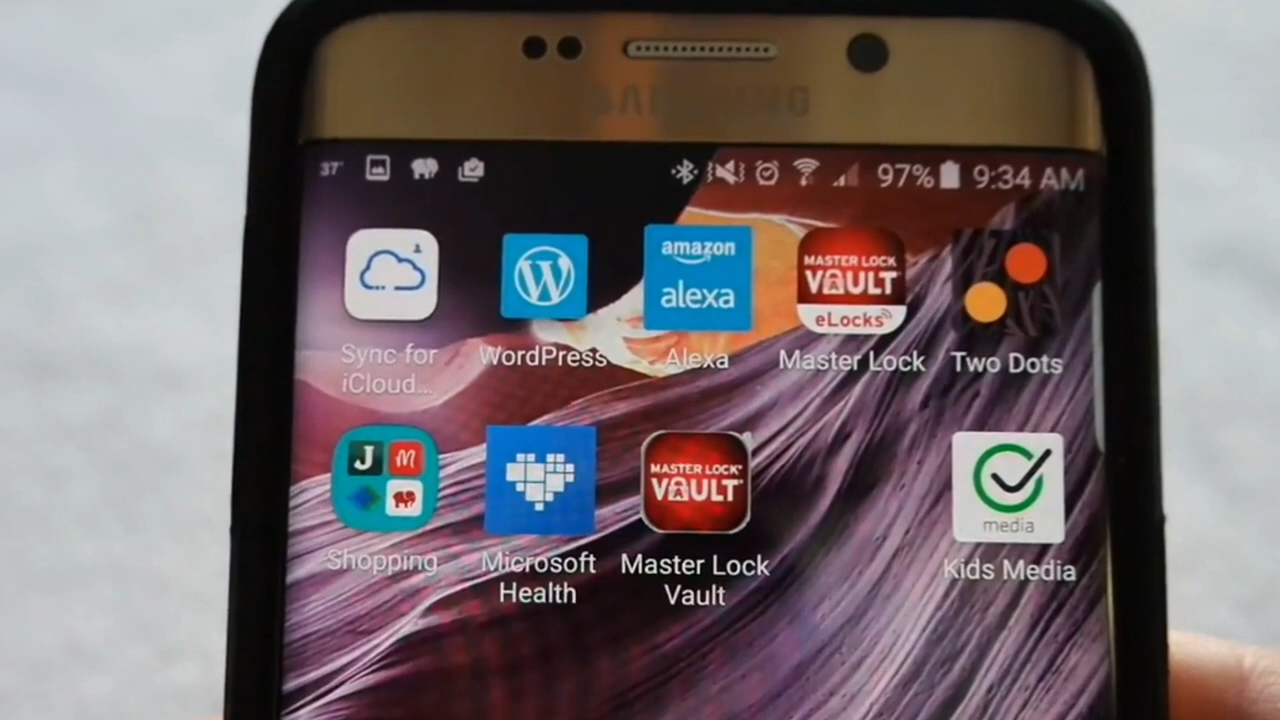 SAMSUNG
37° 97% 9:34 AM
amazon
alexa
MASTER LOCK
VAULT
eLocks
Sync for
iCloud...
WordPress
Alexa
Master Lock
Two Dots
J M
MASTER LOCK
VAULT
media
Shopping
Microsoft
Health
Master Lock
Vault
Kids Media